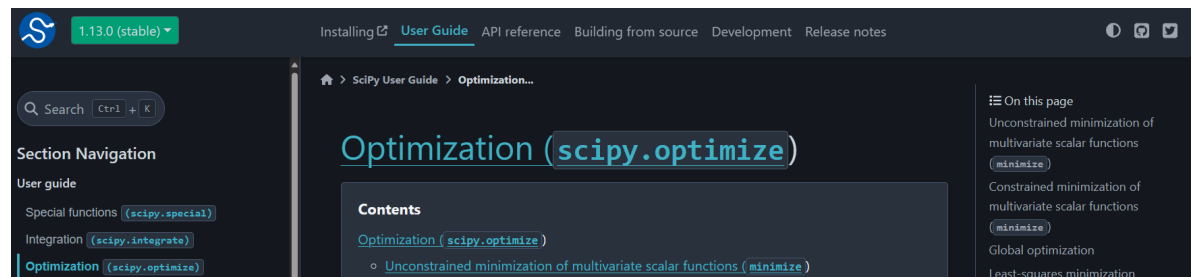 1.13.0 (stable)
Installing User Guide API reference Building from source Development Release notes
Search Ctrl + K
Section Navigation
User guide
Special functions (scipy.special)
Integration (scipy.integrate)
Optimization (scipy.optimize)
SciPy User Guide > Optimization...
Optimization (scipy.optimize)
Contents
Optimization (scipy.optimize)
Unconstrained minimization of multivariate scalar functions (minimize)
On this page
Unconstrained minimization of
multivariate scalar functions
(minimize)
Constrained minimization of
multivariate scalar functions
(minimize)
Global optimization
Least-squares minimization